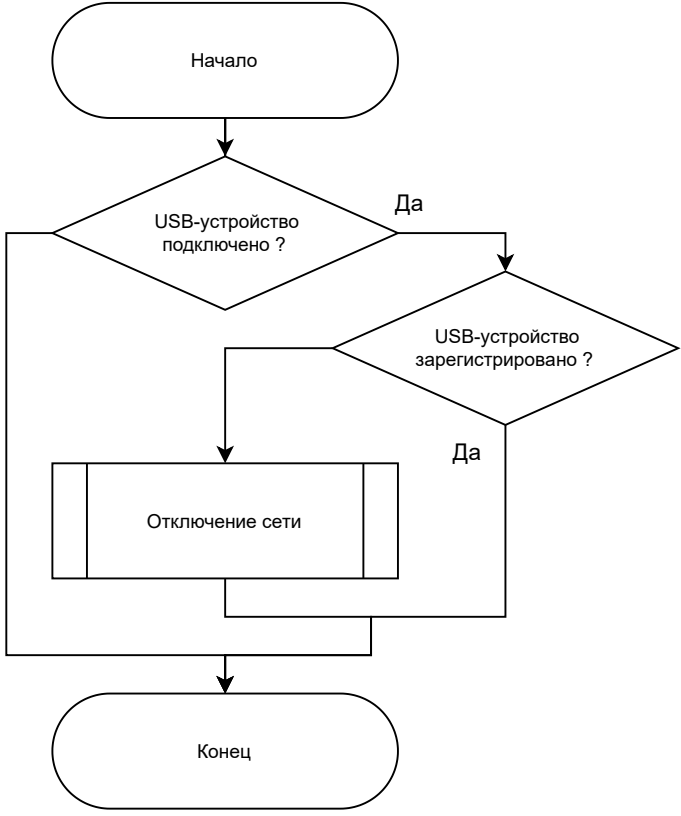 Начало
Да
USB-устройство
подключено ?
USB-устройство
зарегистрировано ?
Да
Отключение сети
Конец